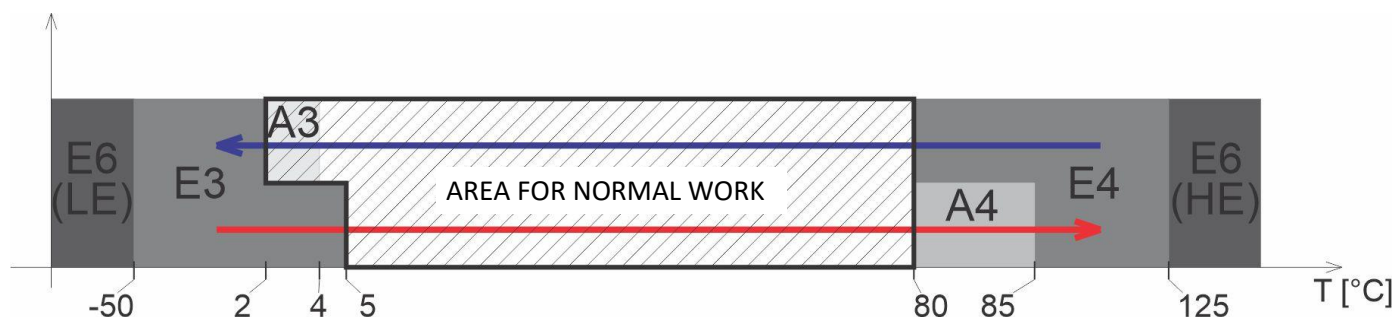 A3
E6
(LE)
E3
AREA FOR NORMAL WORK
A4
E4
E6
(HE)
-50
2
4
5
80
85
125
T [°C]